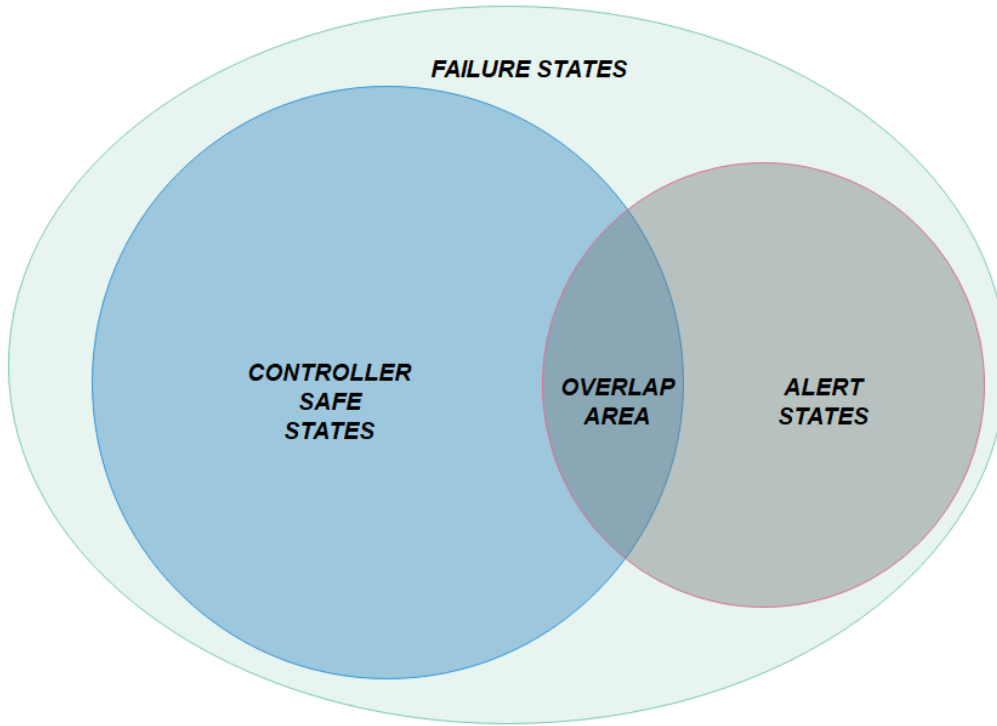 FAILURE STATES
CONTROLLER
SAFE
STATES
OVERLAP
AREA
ALERT
STATES